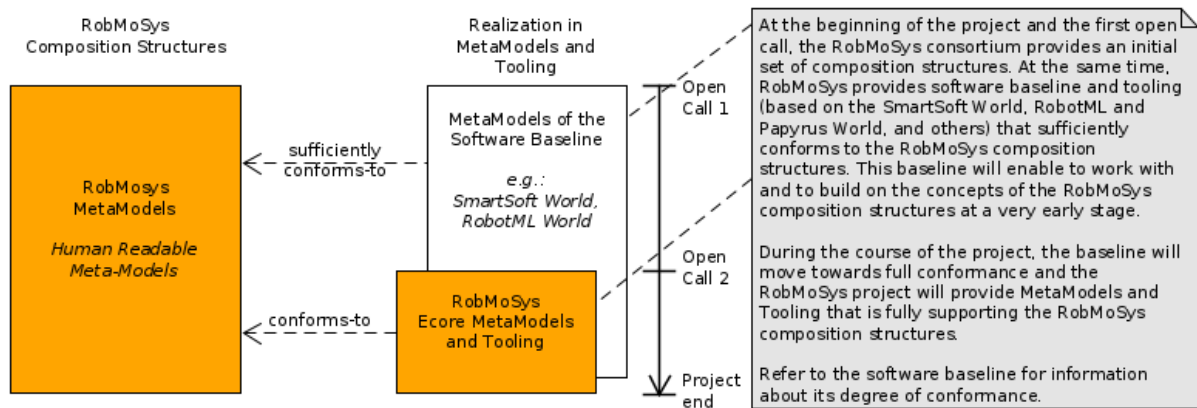 RobMoSys
Composition Structures
RobMosys
MetaModels
Human Readable
Meta-Models
sufficiently
conforms-to
conforms-to
Realization in
MetaModels and
Tooling
MetaModels of the
Software Baseline
e.g.:
SmartSoft World,
RobotML World
RobMoSys
Ecore MetaModels
and Tooling
Open
Call 1
Open
Call 2
Project
end
At the beginning of the project and the first open
call, the RobMoSys consortium provides an initial
set of composition structures. At the same time,
RobMoSys provides software baseline and tooling
(based on the SmartSoft World, RobotML and
Papyrus World, and others) that sufficiently
conforms to the RobMoSys composition
structures. This baseline will enable to work with
and to build on the concepts of the RobMoSys
composition structures at a very early stage.
During the course of the project, the baseline will
move towards full conformance and the
RobMoSys project will provide MetaModels and
Tooling that is fully supporting the RobMoSys
composition structures.
Refer to the software baseline for information
about its degree of conformance.